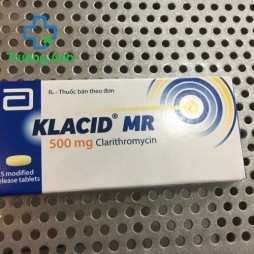 Trường Anh
Rx - Thuốc bán theo đơn
KLACID® MR
500 mg Clarithromycin
5 modified
release tablets